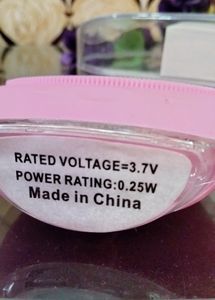 RATED VOLTAGE=3.7V
POWER RATING:0.25W
Made in China